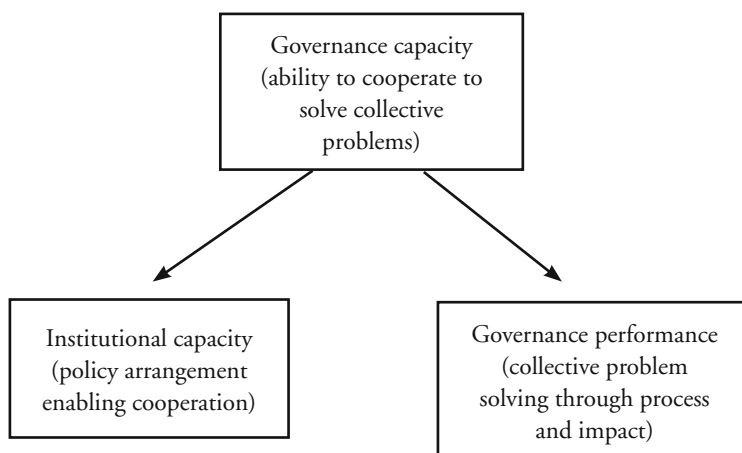 Governance capacity
(ability to cooperate to
solve collective
problems)
Institutional capacity
(policy arrangement
enabling cooperation)
Governance performance
(collective problem
solving through process
and impact)